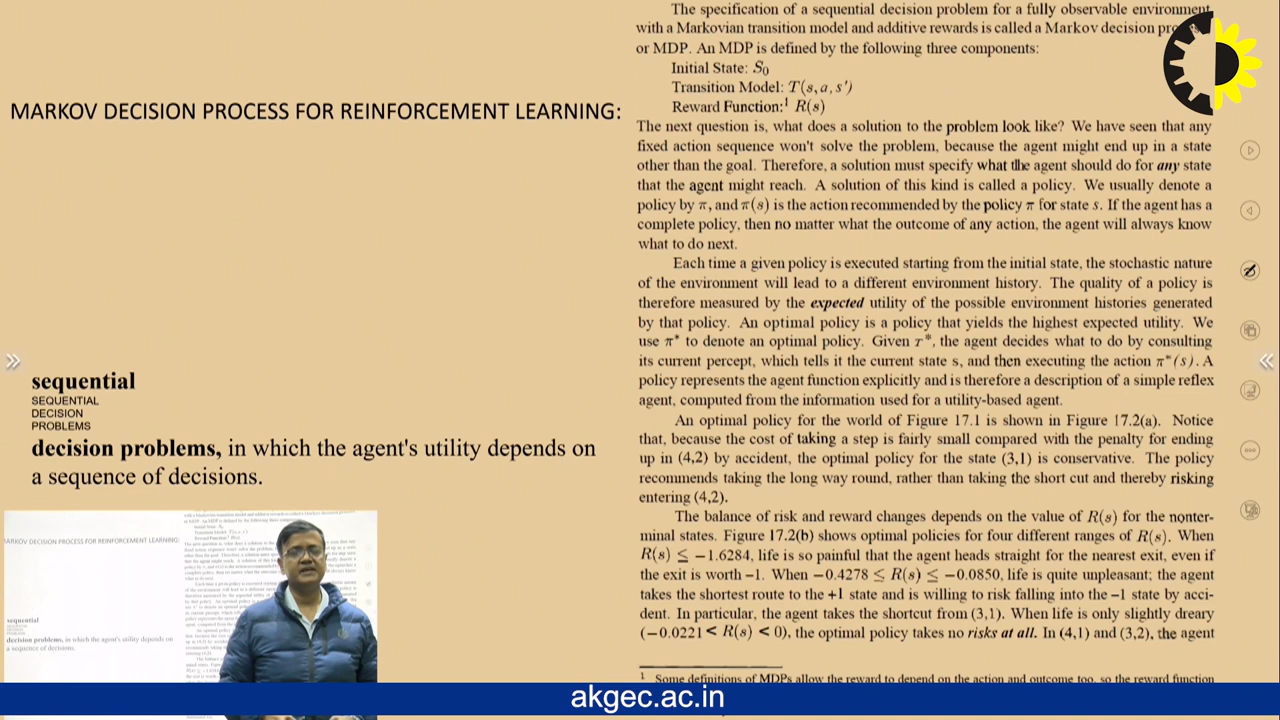 MARKOV DECISION PROCESS FOR REINFORCEMENT LEARNING:
sequential
SEQUENTIAL
DECISION
PROBLEMS
decision problems, in which the agent's utility depends on
a sequence of decisions.
The specification of a sequential decision problem for a fully observable environment
with a Markovian transition model and additive rewards is called a Markov decision
or MDP. An MDP is defined by the following three components:
Initial State: S0
Transition Model: T(s, a, s')
Reward Function:1 R(s)
The next question is, what does a solution to the problem look like? We have seen that any
fixed action sequence won't solve the problem, because the agent might end up in a state
other than the goal. Therefore, a solution must specify what the agent should do for any state
that the agent might reach. A solution of this kind is called a policy. We usually denote a
policy by π, and π(s) is the action recommended by the policy π for state s. If the agent has a
complete policy, then no matter what the outcome of any action, the agent will always know
what to do next.
Each time a given policy is executed starting from the initial state, the stochastic nature
of the environment will lead to a different environment history. The quality of a policy is
therefore measured by the expected utility of the possible environment histories generated
by that policy. An optimal policy is a policy that yields the highest expected utility. We
use π* to denote an optimal policy. Given π*, the agent decides what to do by consulting
its current percept, which tells it the current state s, and then executing the action π*(s). A
policy represents the agent function explicitly and is therefore a description of a simple reflex
agent, computed from the information used for a utility-based agent.
An optimal policy for the world of Figure 17.1 is shown in Figure 17.2(a). Notice
that, because the cost of taking a step is fairly small compared with the penalty for ending
up in (4,2) by accident, the optimal policy for the state (3,1) is conservative. The policy
recommends taking the long way round, rather than taking the short cut and thereby risking
entering (4,2).
The balance of risk and reward changes depending on the value of R(s) for the nonter-
minal states. Figure 17.2(b) shows optimal policies for four different ranges of R(s). When
R(s) ≤ -1.6284, life is so painful that the agent heads straight for the nearest exit, even if
the exit is worth -1. When -0.4278 ≤ R(s) ≤ -0.0850, life is quite unpleasant; the agent
takes the shortest route to the +1 state and is willing to risk falling into the -1 state by acci-
dent. In particular, the agent takes the shortcut from (3,1). When life is only slightly dreary
(-0.0221 < R(s) < 0), the optimal policy takes no risks at all. In (4,1) and (3,2), the agent
1 Some definitions of MDPs allow the reward to depend on the action and outcome too, so the reward function
akgec.ac.in